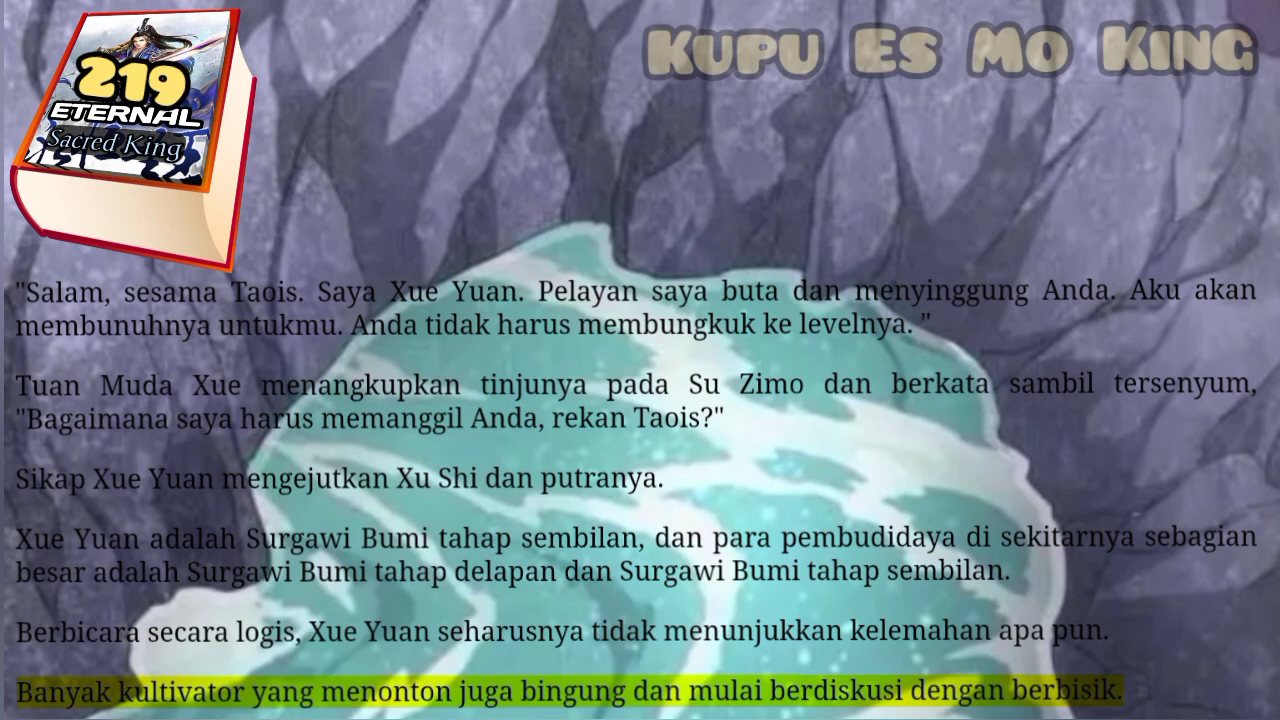 219
ETERNAL
Sacred King
KUPU ES MO KING
"Salam, sesama Taois. Saya Xue Yuan. Pelayan saya buta dan menyinggung Anda. Aku akan
membunuhnya untukmu. Anda tidak harus membungkuk ke levelnya. "
Tuan Muda Xue menangkupkan tinjunya pada Su Zimo dan berkata sambil tersenyum,
"Bagaimana saya harus memanggil Anda, rekan Taois?"
Sikap Xue Yuan mengejutkan Xu Shi dan putranya.
Xue Yuan adalah Surgawi Bumi tahap sembilan, dan para pembudidaya di sekitarnya sebagian
besar adalah Surgawi Bumi tahap delapan dan Surgawi Bumi tahap sembilan.
Berbicara secara logis, Xue Yuan seharusnya tidak menunjukkan kelemahan apa pun.
Banyak kultivator yang menonton juga bingung dan mulai berdiskusi dengan berbisik.